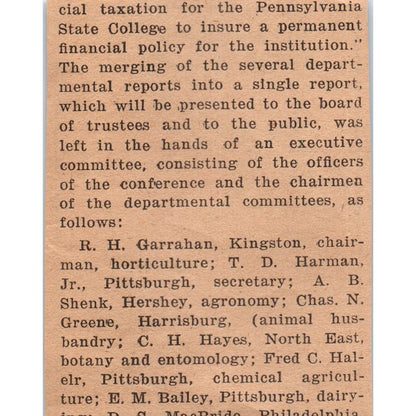 cial taxation for the Pennsylvania
State College to insure a permanent
financial policy for the institution."
The merging of the several depart-
mental reports into a single report,
which will be presented to the board
of trustees and to the public, was
left in the hands of an executive
committee, consisting of the officers
of the conference and the chairmen
of the departmental committees, as
follows:
R. H. Garrahan, Kingston, chair-
man, horticulture; T. D. Harman,
Jr., Pittsburgh, secretary; A. B.
Shenk, Hershey, agronomy; Chas. N.
Greene, Harrisburg, (animal hus-
bandry; C. H. Hayes, North East,
botany and entomology; Fred C. Hal-
elr, Pittsburgh, chemical agricul-
ture; E. M. Bailey, Pittsburgh, dairy-
ing; D. S. MacBride, Philadelphia,